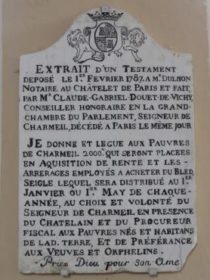 EXTRAIT D'UN TESTAMENT
DEPOSÉ LE 1ER FEVRIER 1787. A MR DULION
NOTAIRE AU CHÂTELET DE PARIS ET FAIT,
PAR MR CLAUDE-GABRIEL DOUET-DE-VICHY,
CONSEILLER HONORAIRE EN LA GRAND-
CHAMBRE DU PARLEMENT, SEIGNEUR DE
CHARMEIL, DÉCÉDÉ A PARIS LE MÊME JOUR
JE DONNE ET LEGUE AUX PAUVRES
DE CHARMEIL 2000# QUI SERONT PLACÉES
EN AQUISITION DE RENTE ET LES AR-
RERAGES EMPLOYÉS A ACHETER DU BLED
SEIGLE LEQUEL SERA DISTRIBUÉ AU 1ER
JANVIER OU 1ER MAY DE CHAQUE-
ANNÉE, AU CHOIX ET VOLONTÉ DU
SEIGNEUR DE CHARMEIL, EN PRESENCE
DU CHATELAIN ET DU PROCUREUR
FISCAL AUX PAUVRES NÉS ET HABITANS
DE LAD. TERRE, ET DE PRÉFÉRANCE
AUX VEUVES ET ORPHELINS.
Priez Dieu pour Son Ame